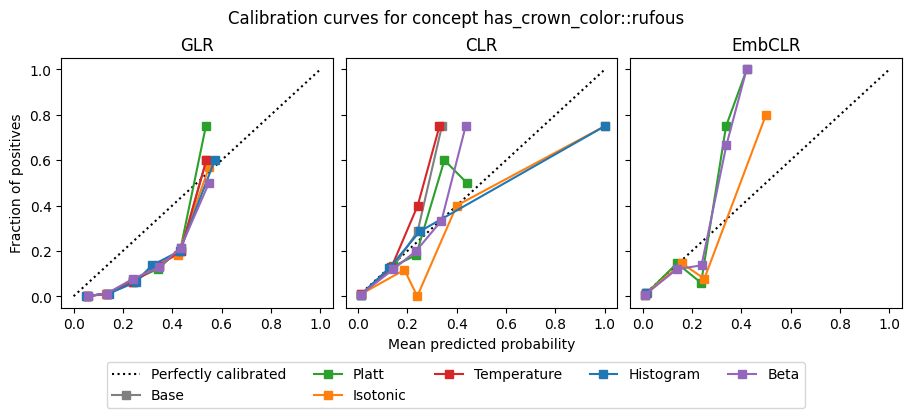 Calibration curves for concept has_crown_color::rufous
GLR
CLR
EmbCLR
Fraction of positives
1.0
0.8
0.6
0.4
0.2
0.0
0.0 0.2 0.4 0.6 0.8 1.0
0.0 0.2 0.4 0.6 0.8 1.0
0.0 0.2 0.4 0.6 0.8 1.0
Mean predicted probability
Perfectly calibrated
Base
Platt
Isotonic
Temperature
Histogram
Beta